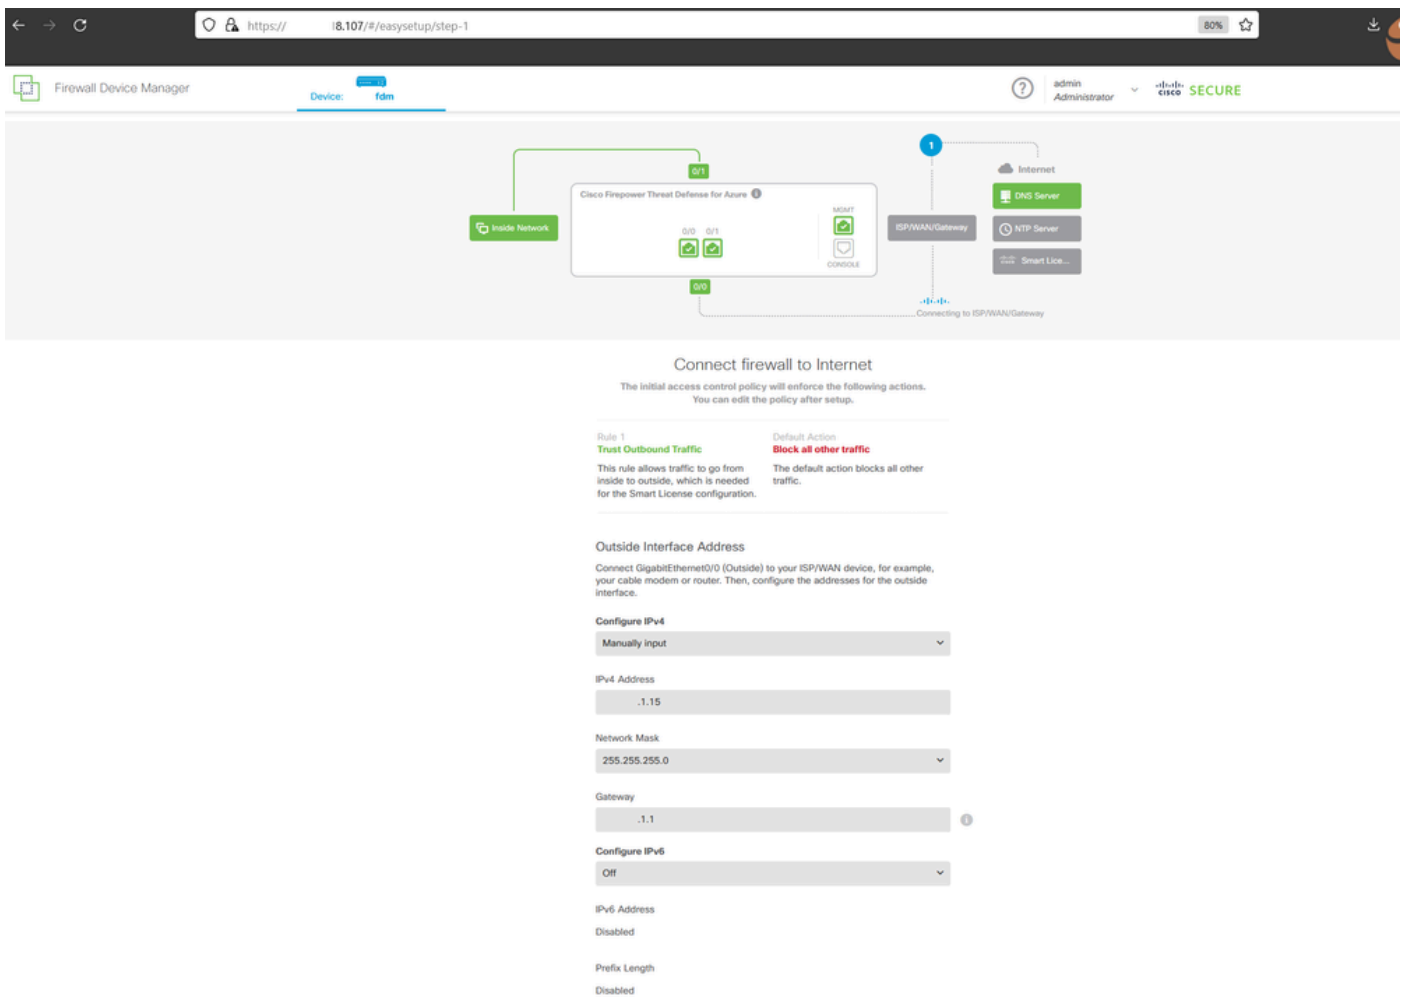 https://
8.107/#/easysetup/step-1
80%
Firewall Device Manager
Device:
fdm
?
admin
Administrator
cisco SECURE
1
Internet
0/1
Cisco Firepower Threat Defense for Azure
DNS Server
MGMT
Inside Network
0/0 0/1
ISP/WAN/Gateway
NTP Server
CONSOLE
Smart Lice...
0/0
Connecting to ISP/WAN/Gateway
Connect firewall to Internet
The initial access control policy will enforce the following actions.
You can edit the policy after setup.
Rule 1
Trust Outbound Traffic
This rule allows traffic to go from
inside to outside, which is needed
for the Smart License configuration.
Default Action
Block all other traffic
The default action blocks all other
traffic.
Outside Interface Address
Connect GigabitEthernet0/0 (Outside) to your ISP/WAN device, for example,
your cable modem or router. Then, configure the addresses for the outside
interface.
Configure IPv4
Manually input
IPv4 Address
.1.15
Network Mask
255.255.255.0
Gateway
.1.1
Configure IPv6
Off
IPv6 Address
Disabled
Prefix Length
Disabled